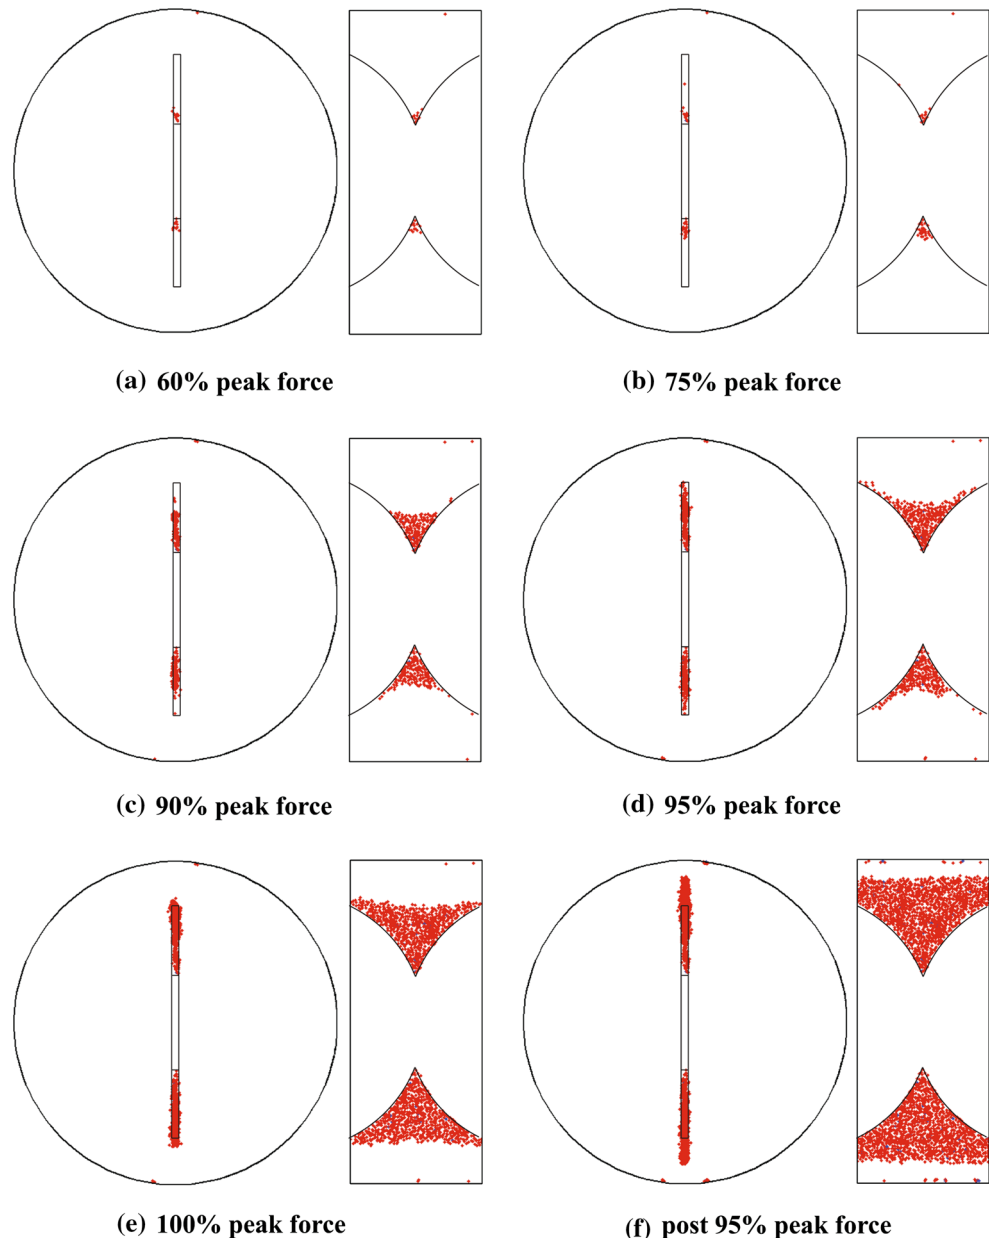 (a) 60% peak force
(b) 75% peak force
(c) 90% peak force
(d) 95% peak force
(e) 100% peak force
(f) post 95% peak force